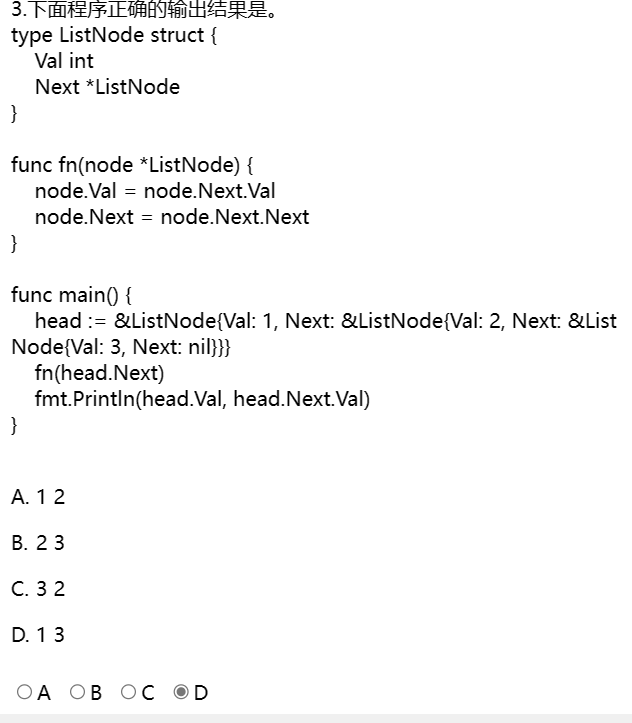 3.下面程序正确的输出结果是。
type ListNode struct {
Val int
Next *ListNode
}
func fn(node *ListNode) {
node.Val = node.Next.Val
node.Next = node.Next.Next
}
func main() {
head := &ListNode{Val: 1, Next: &ListNode{Val: 2, Next: &List
Node{Val: 3, Next: nil}}}
fn(head.Next)
fmt.Println(head.Val, head.Next.Val)
}
A. 1 2
B. 2 3
C. 3 2
D. 1 3
A B C D